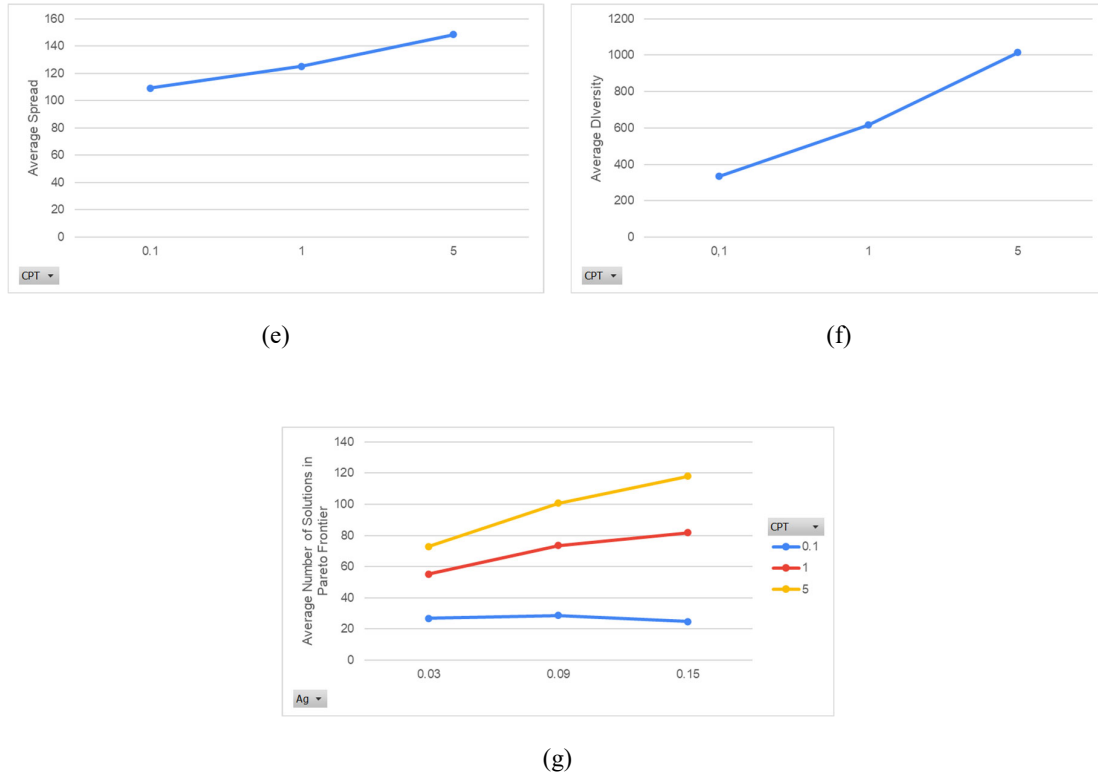 160
140
120
100
80
60
40
20
0
Average Spread
0.1 1 5
CPT
(e)
1200
1000
800
600
400
200
0
Average DIversity
0,1 1 5
CPT
(f)
140
120
100
80
60
40
20
0
Average Number of Solutions in
Pareto Frontier
0.03 0.09 0.15
Ag
CPT
0.1
1
5
(g)